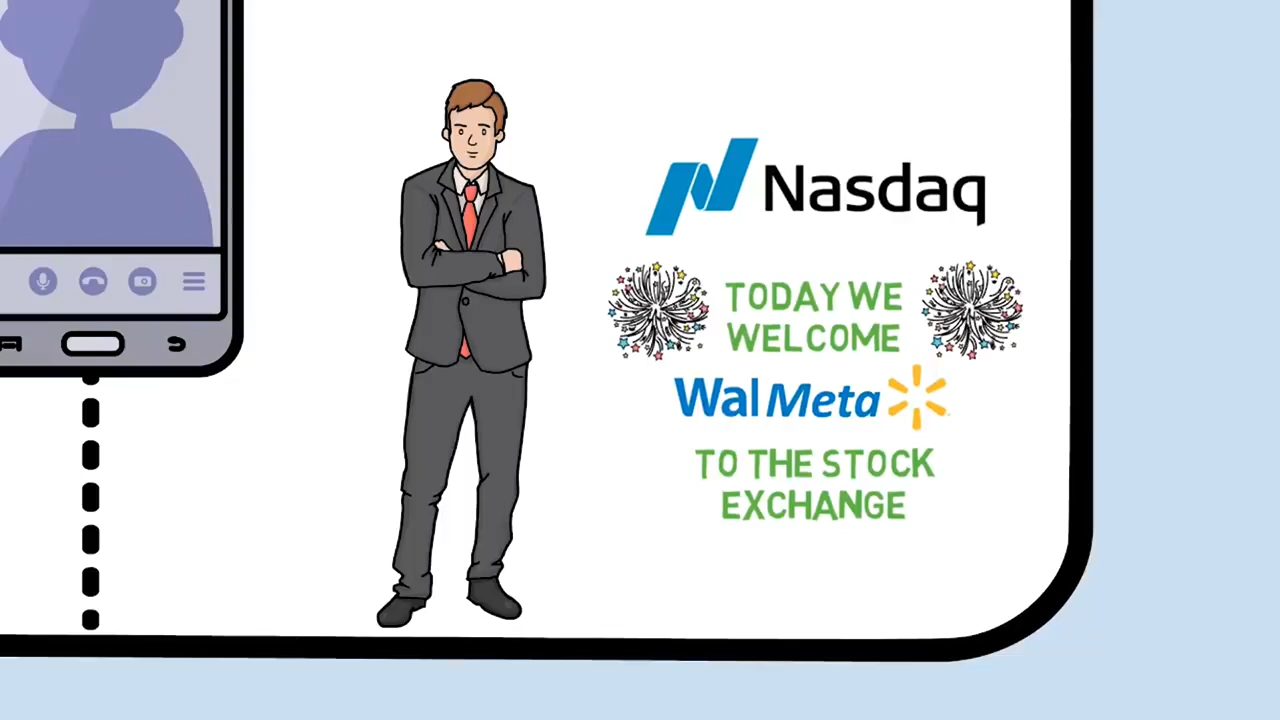 Nasdaq
TODAY WE
WELCOME
WalMeta
TO THE STOCK
EXCHANGE